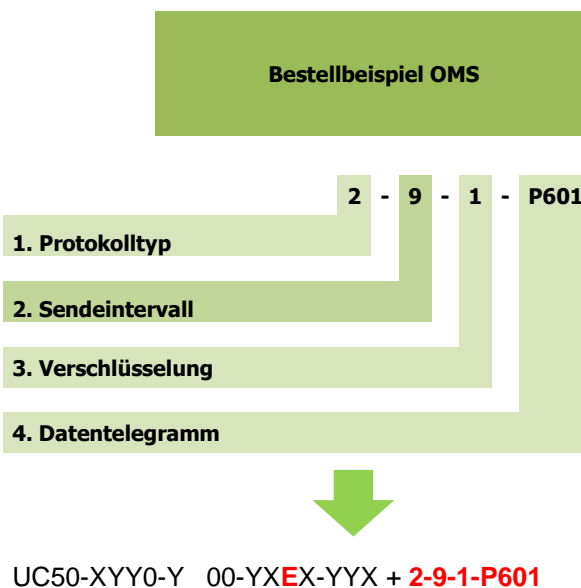 Bestellbeispiel OMS
2 - 9 - 1 - P601
1. Protokolltyp
2. Sendeintervall
3. Verschlüsselung
4. Datentelegramm
UC50-XYY0-Y 00-YXEX-YYX + 2-9-1-P601